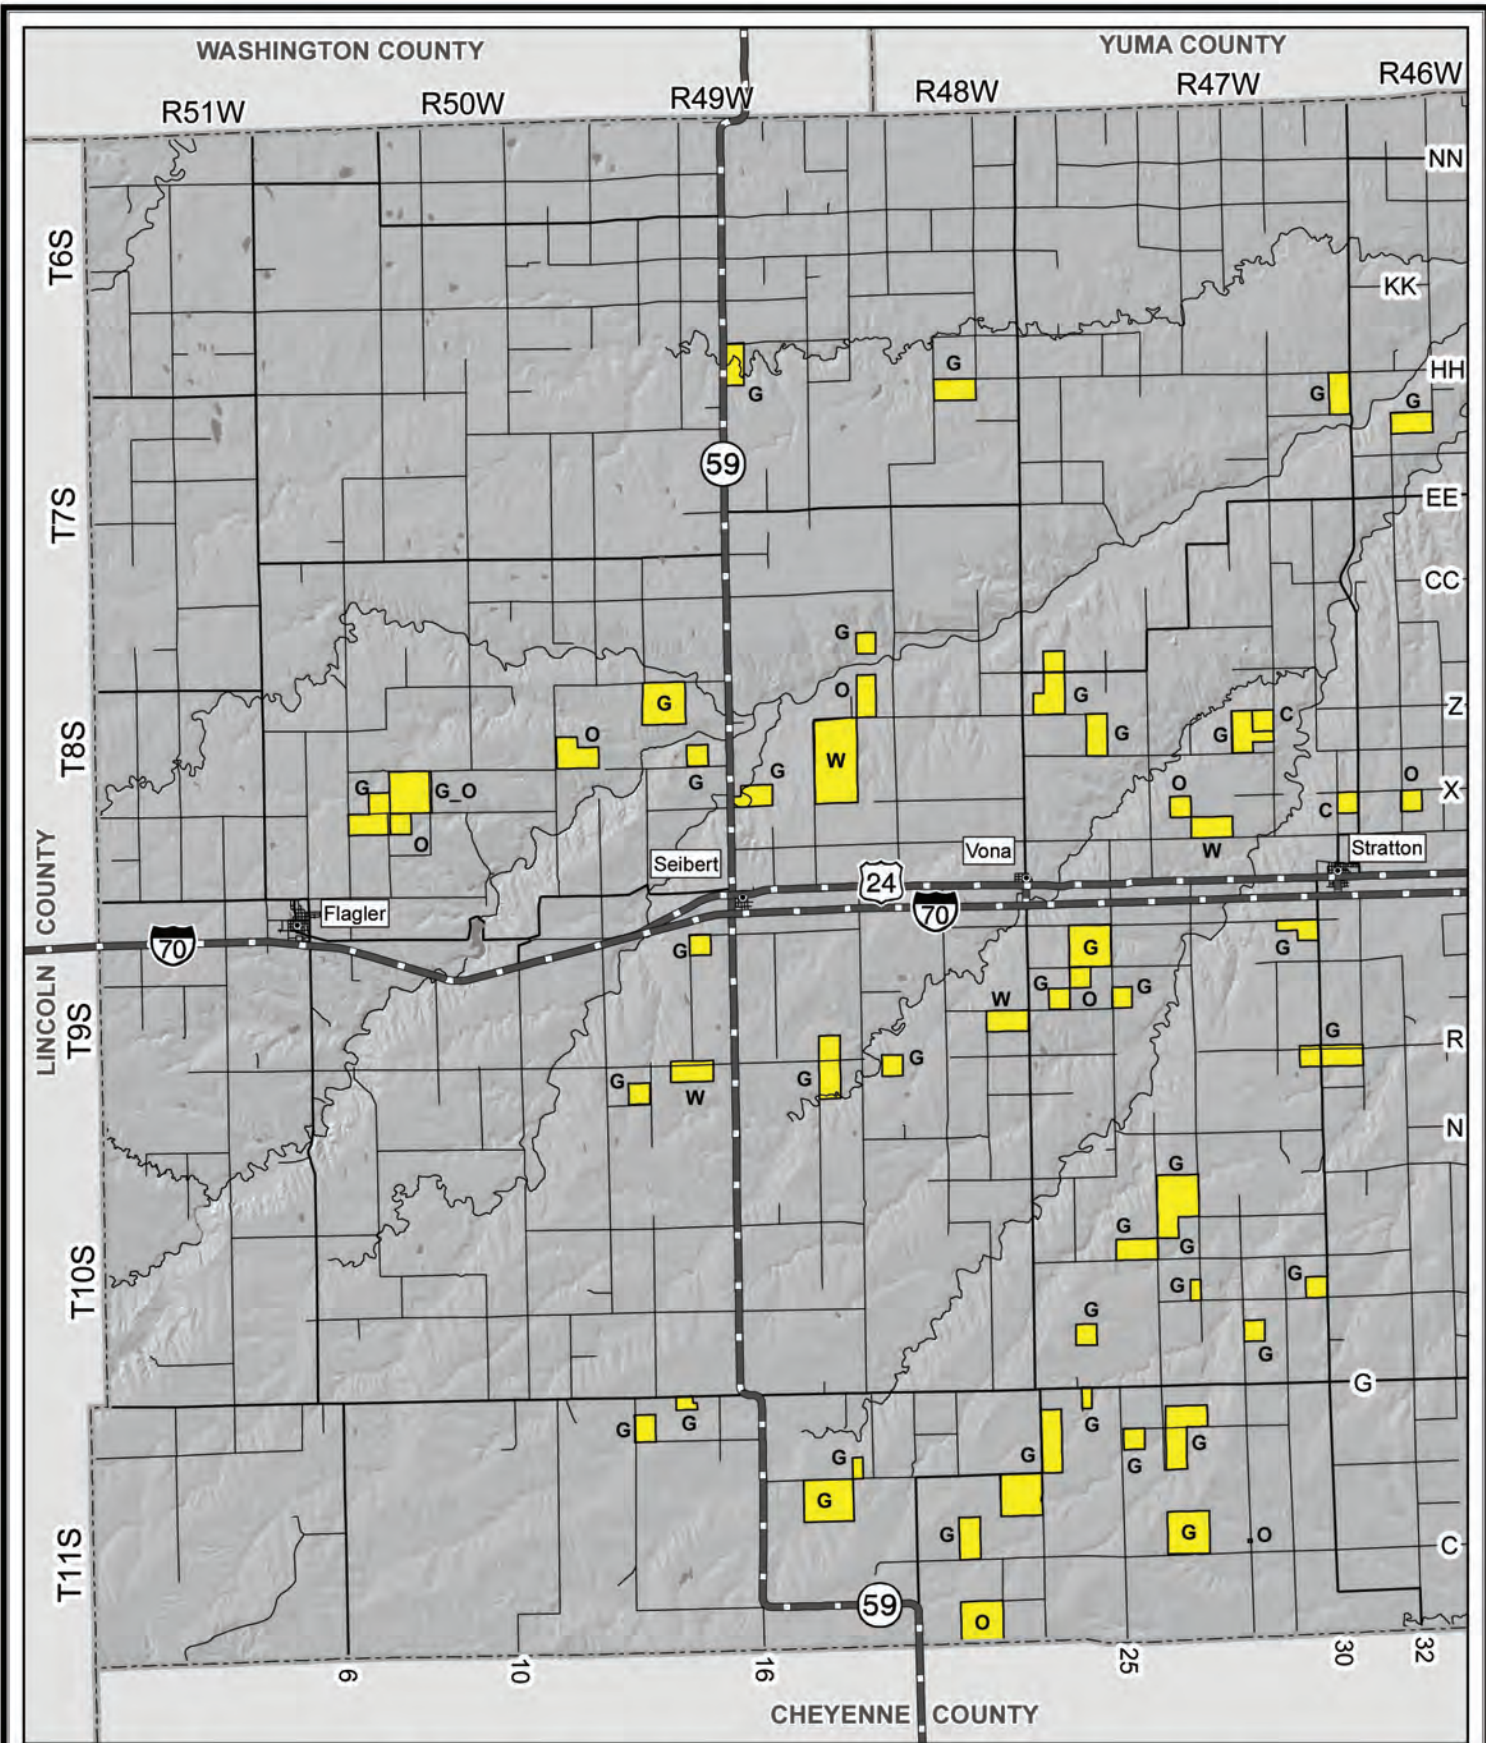 WASHINGTON COUNTY
YUMA COUNTY
R51W
R50W
R49W
R48W
R47W
R46W
NN
T6S
KK
G
HH
G
G
G
59
T7S
EE
CC
G
G
O
G
Z
G
C
G
G
T8S
O
W
G
G
G
G_O
O
O
X
C
O
W
Seibert
Vona
Stratton
24
70
Flagler
70
LINCOLN COUNTY
G
G
G
T9S
G
O
G
W
G
R
G
G
G
W
N
G
G
G
T10S
G
G
G
G
G
G
G
G
G
G
G
G
G
G
T11S
G
G
O
C
59
O
6
10
16
25
30
32
CHEYENNE COUNTY